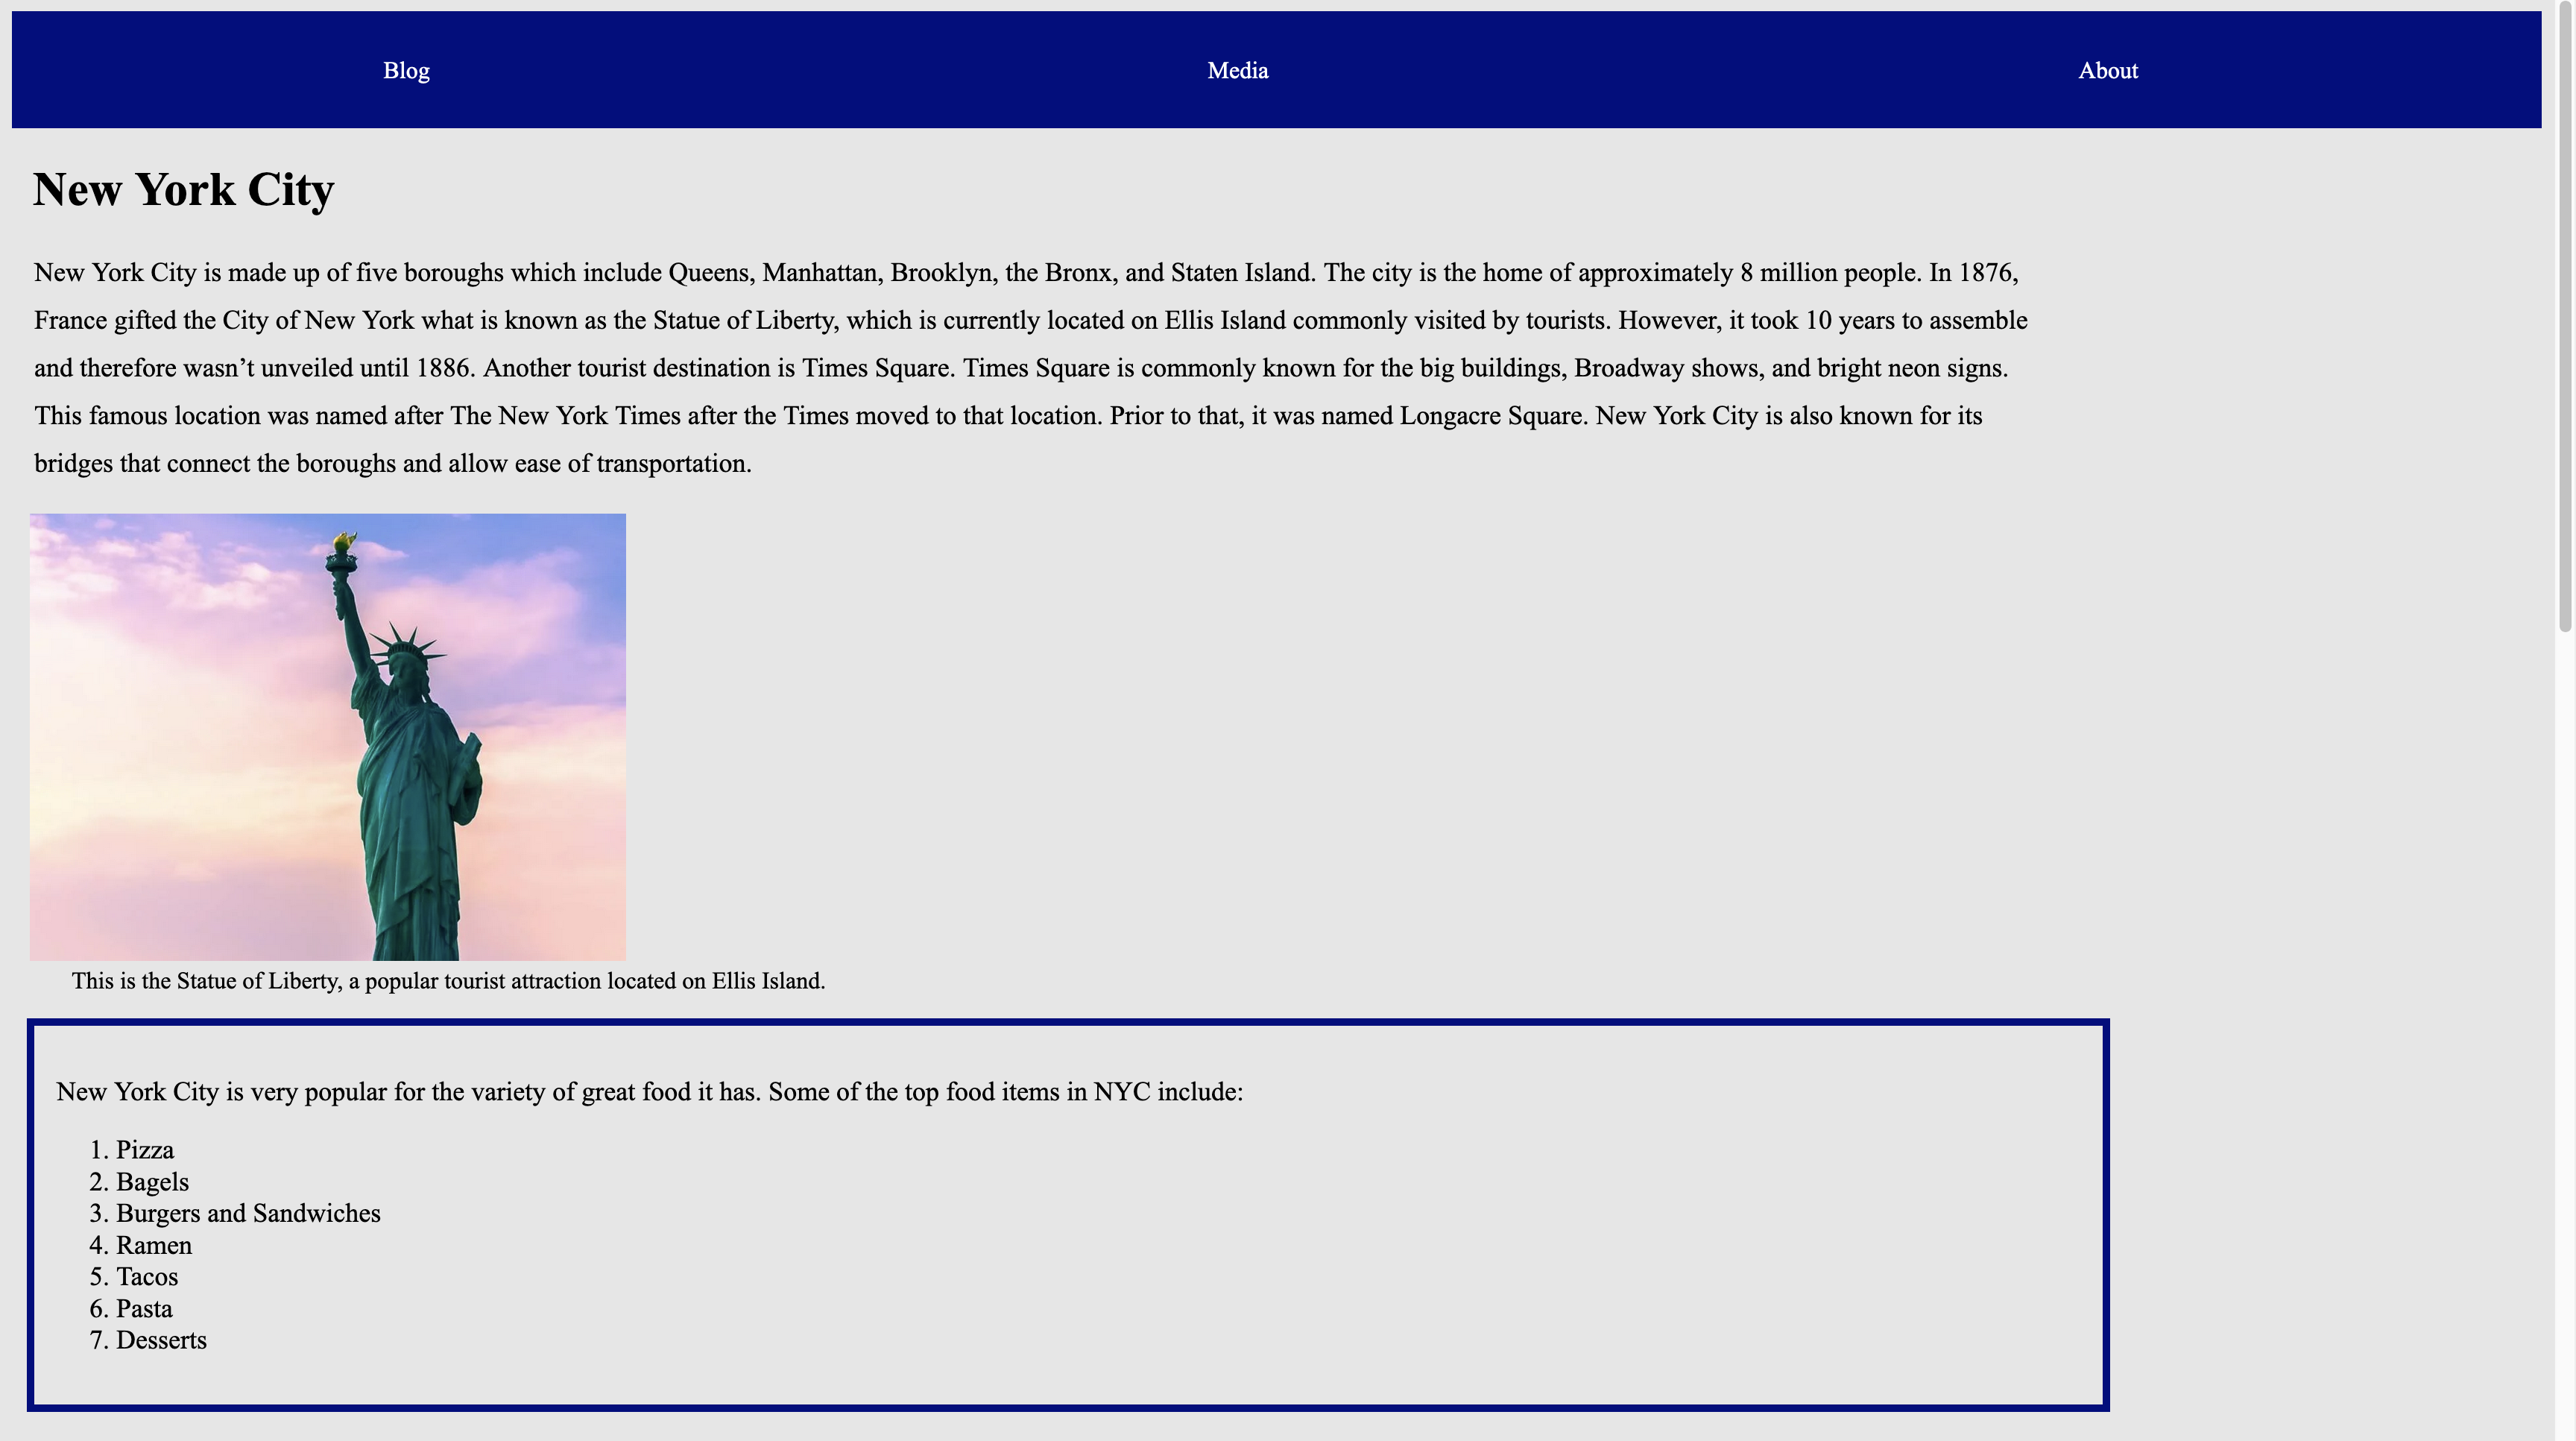 Blog Media About
New York City
New York City is made up of five boroughs which include Queens, Manhattan, Brooklyn, the Bronx, and Staten Island. The city is the home of approximately 8 million people. In 1876,
France gifted the City of New York what is known as the Statue of Liberty, which is currently located on Ellis Island commonly visited by tourists. However, it took 10 years to assemble
and therefore wasn’t unveiled until 1886. Another tourist destination is Times Square. Times Square is commonly known for the big buildings, Broadway shows, and bright neon signs.
This famous location was named after The New York Times after the Times moved to that location. Prior to that, it was named Longacre Square. New York City is also known for its
bridges that connect the boroughs and allow ease of transportation.
This is the Statue of Liberty, a popular tourist attraction located on Ellis Island.
New York City is very popular for the variety of great food it has. Some of the top food items in NYC include:
1. Pizza
2. Bagels
3. Burgers and Sandwiches
4. Ramen
5. Tacos
6. Pasta
7. Desserts